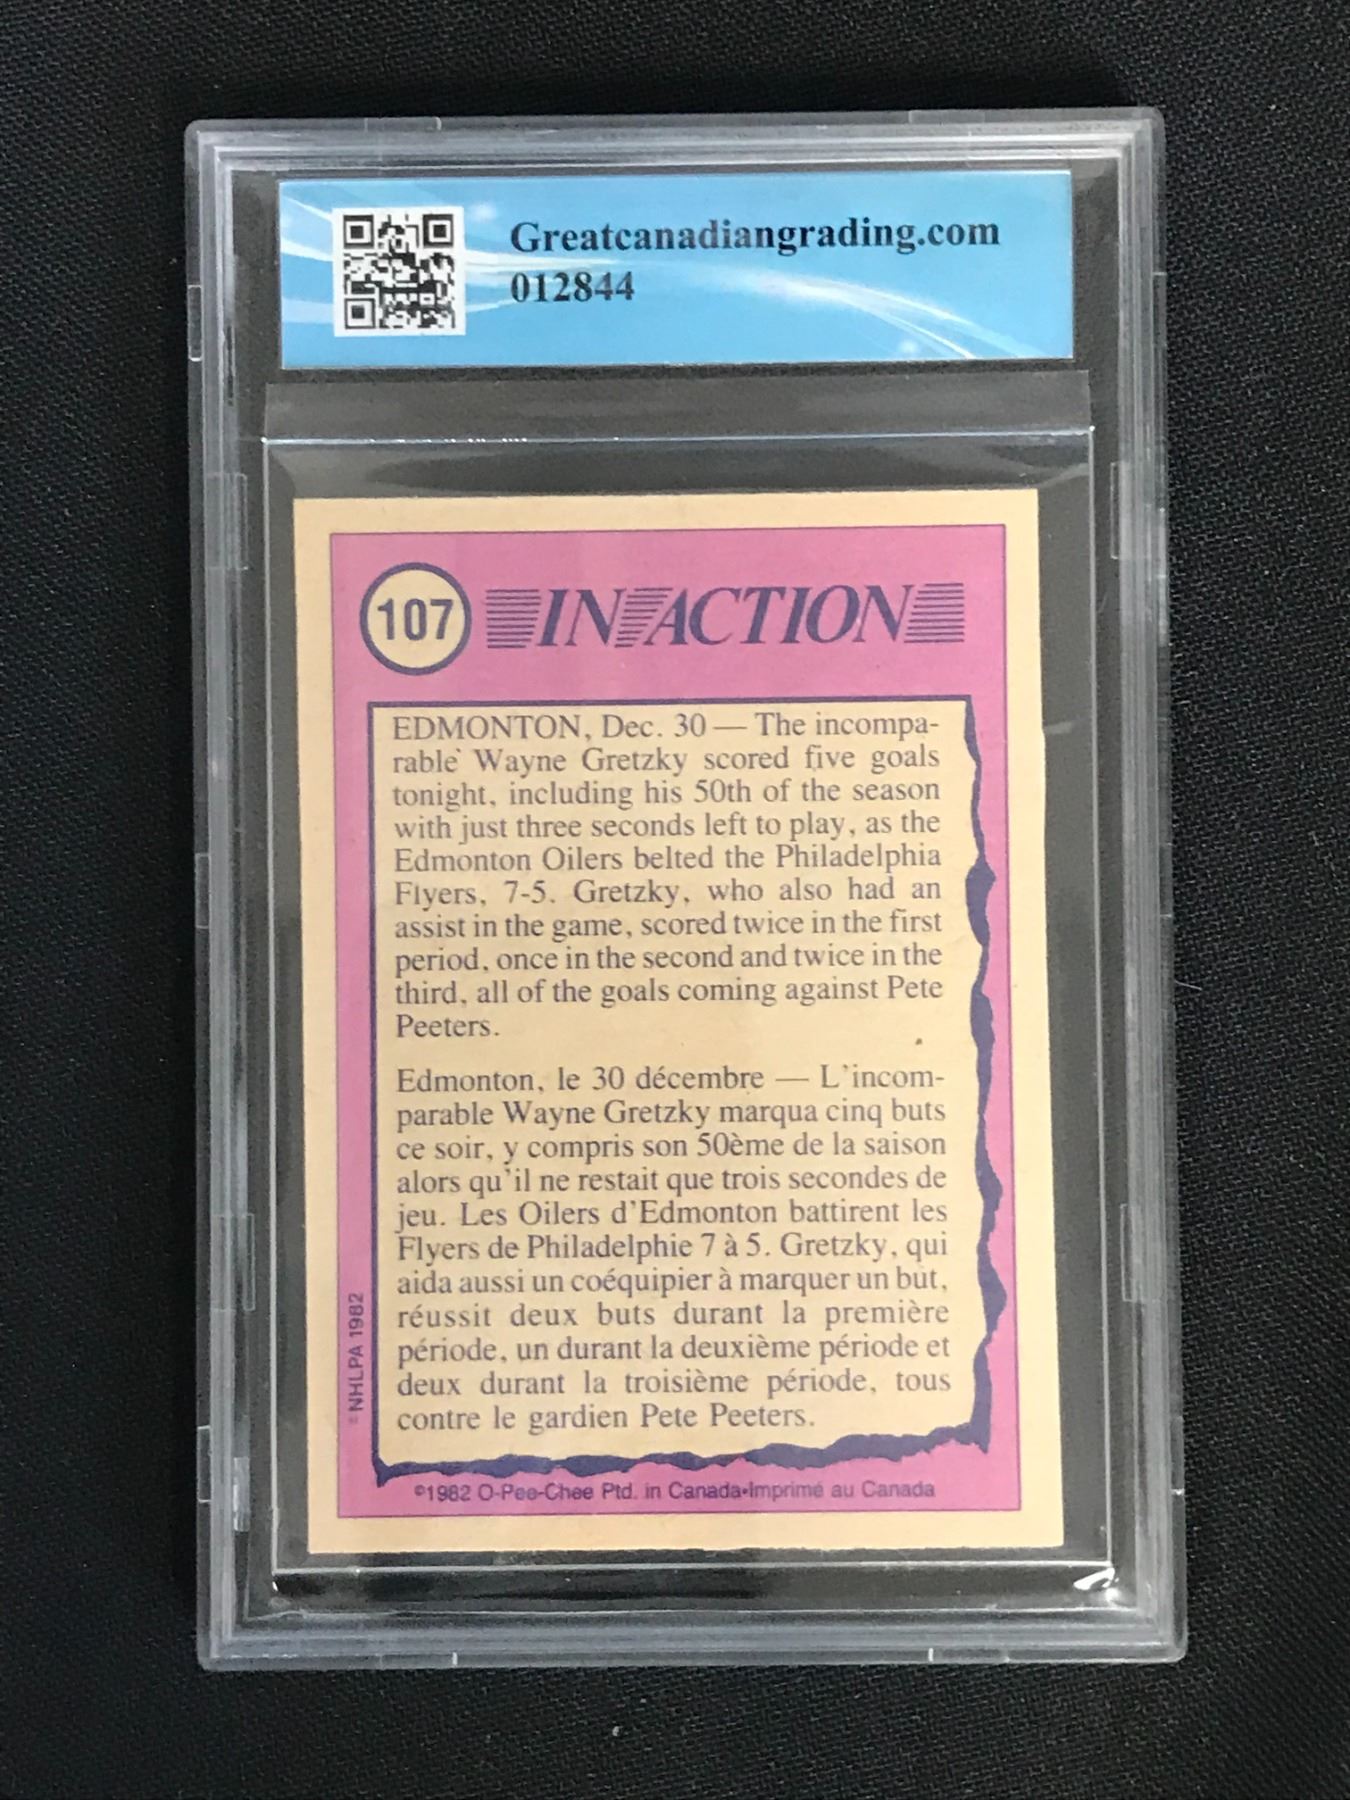 Greatcanadiangrading.com
012844
107 IN ACTION
EDMONTON, Dec. 30 — The incompa-
rable Wayne Gretzky scored five goals
tonight, including his 50th of the season
with just three seconds left to play, as the
Edmonton Oilers belted the Philadelphia
Flyers, 7-5. Gretzky, who also had an
assist in the game, scored twice in the first
period, once in the second and twice in the
third, all of the goals coming against Pete
Peeters.
Edmonton, le 30 décembre — L'incom-
parable Wayne Gretzky marqua cinq buts
ce soir, y compris son 50ème de la saison
alors qu'il ne restait que trois secondes de
jeu. Les Oilers d'Edmonton battirent les
Flyers de Philadelphie 7 à 5. Gretzky, qui
aida aussi un coéquipier à marquer un but,
réussit deux buts durant la première
période, un durant la deuxième période et
deux durant la troisième période, tous
contre le gardien Pete Peeters.
©NHLPA 1982
©1982 O-Pee-Chee Ptd. in Canada•Imprimé au Canada